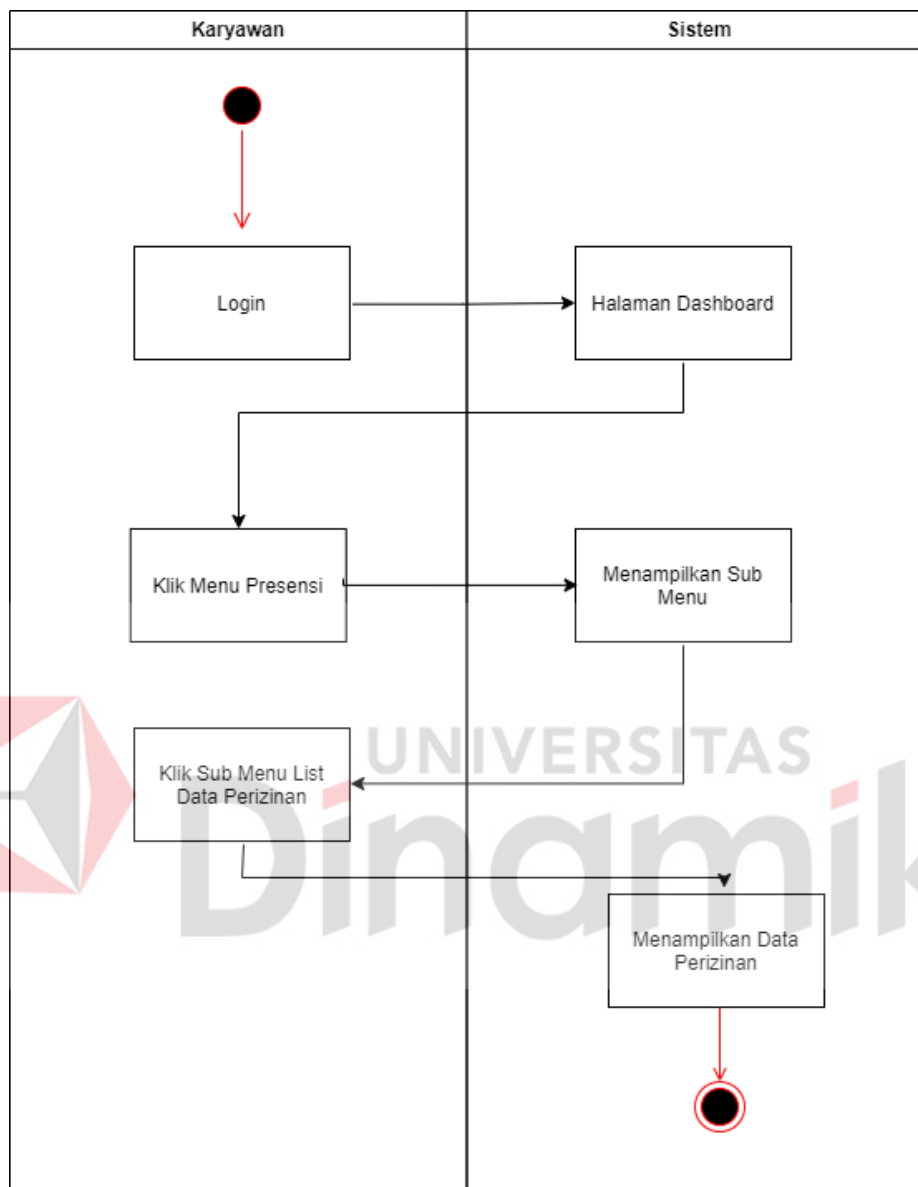 Karyawan
Sistem
Login
Halaman Dashboard
Klik Menu Presensi
Menampilkan Sub
Menu
UNIVERSITAS
Dinamik
Klik Sub Menu List
Data Perizinan
Menampilkan Data
Perizinan